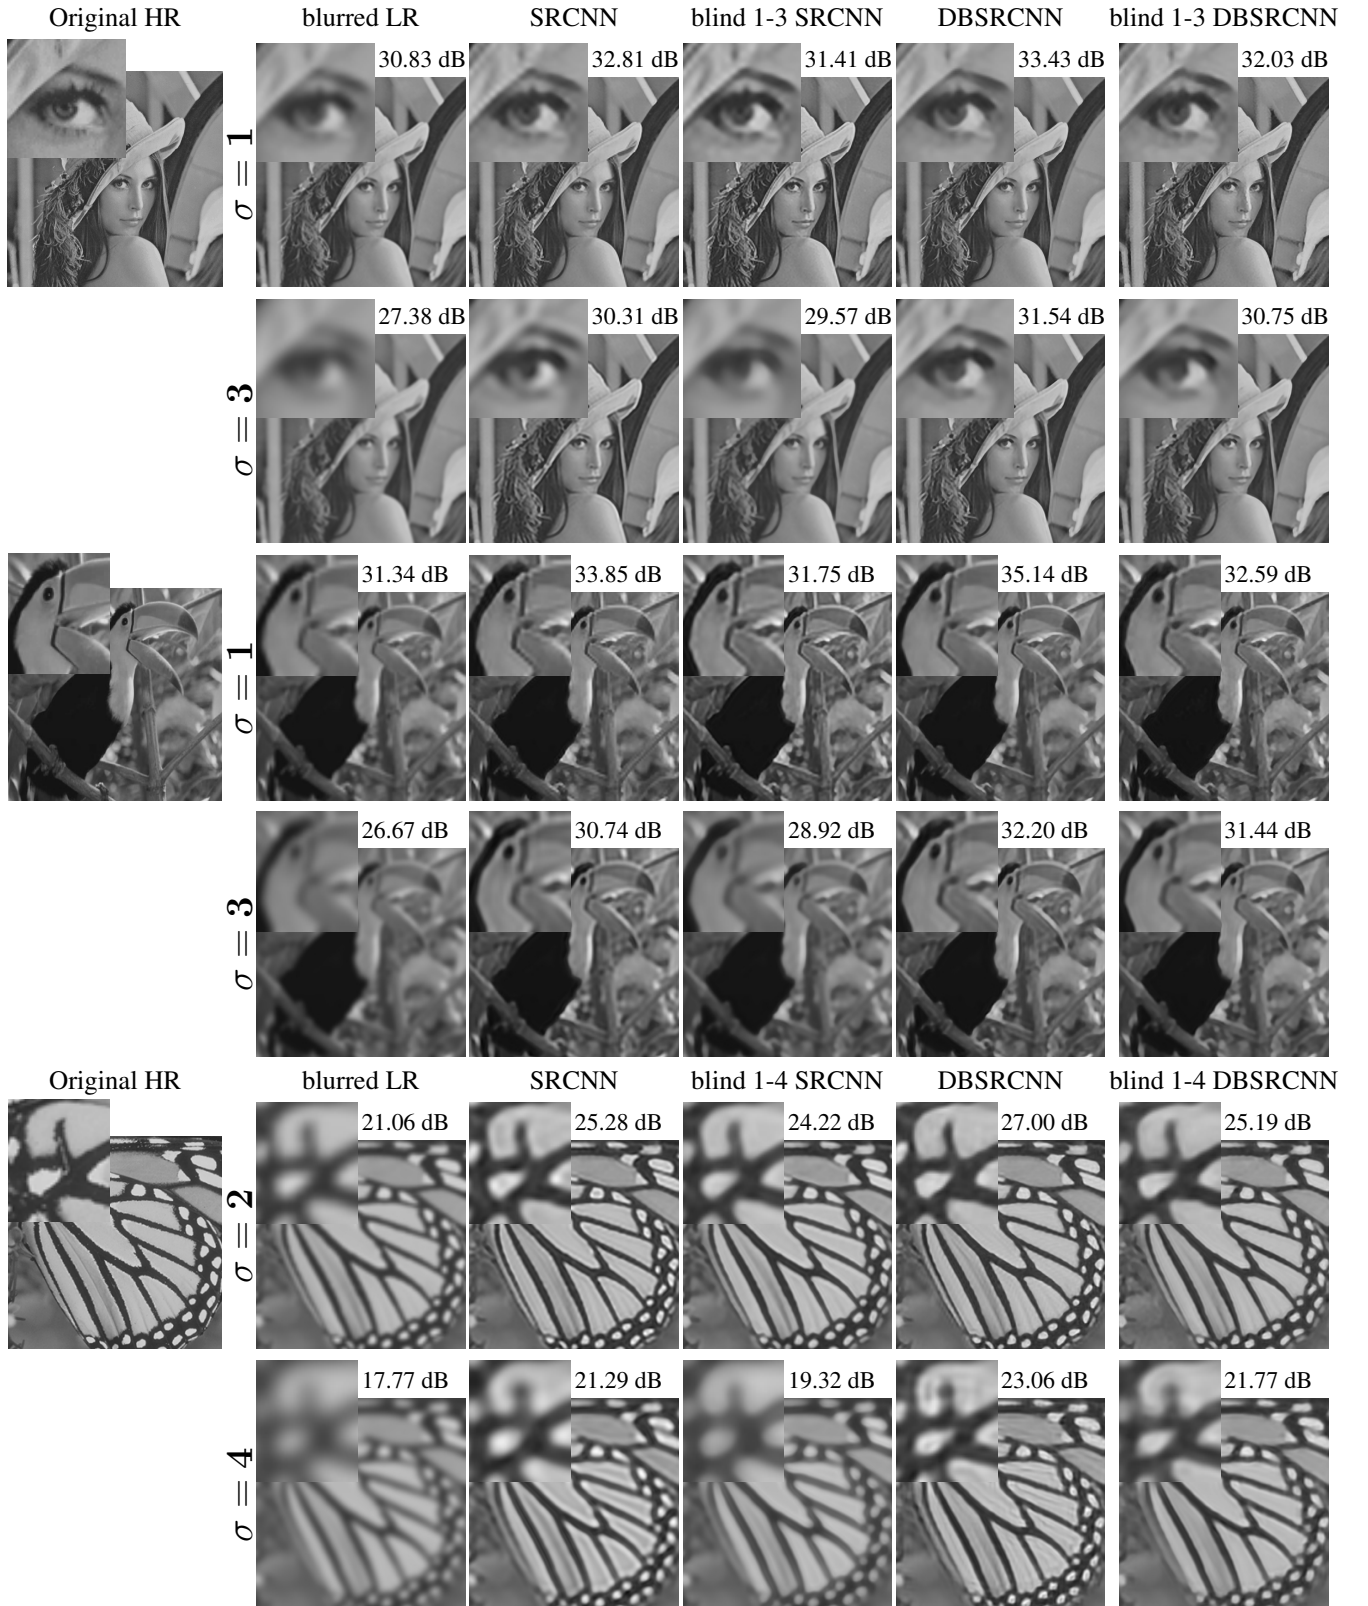 Original HR blurred LR SRCNN blind 1-3 SRCNN DBSRCNN blind 1-3 DBSRCNN
σ = 1 30.83 dB 32.81 dB 31.41 dB 33.43 dB 32.03 dB
σ = 3 27.38 dB 30.31 dB 29.57 dB 31.54 dB 30.75 dB
σ = 1 31.34 dB 33.85 dB 31.75 dB 35.14 dB 32.59 dB
σ = 3 26.67 dB 30.74 dB 28.92 dB 32.20 dB 31.44 dB
Original HR blurred LR SRCNN blind 1-4 SRCNN DBSRCNN blind 1-4 DBSRCNN
σ = 2 21.06 dB 25.28 dB 24.22 dB 27.00 dB 25.19 dB
σ = 4 17.77 dB 21.29 dB 19.32 dB 23.06 dB 21.77 dB